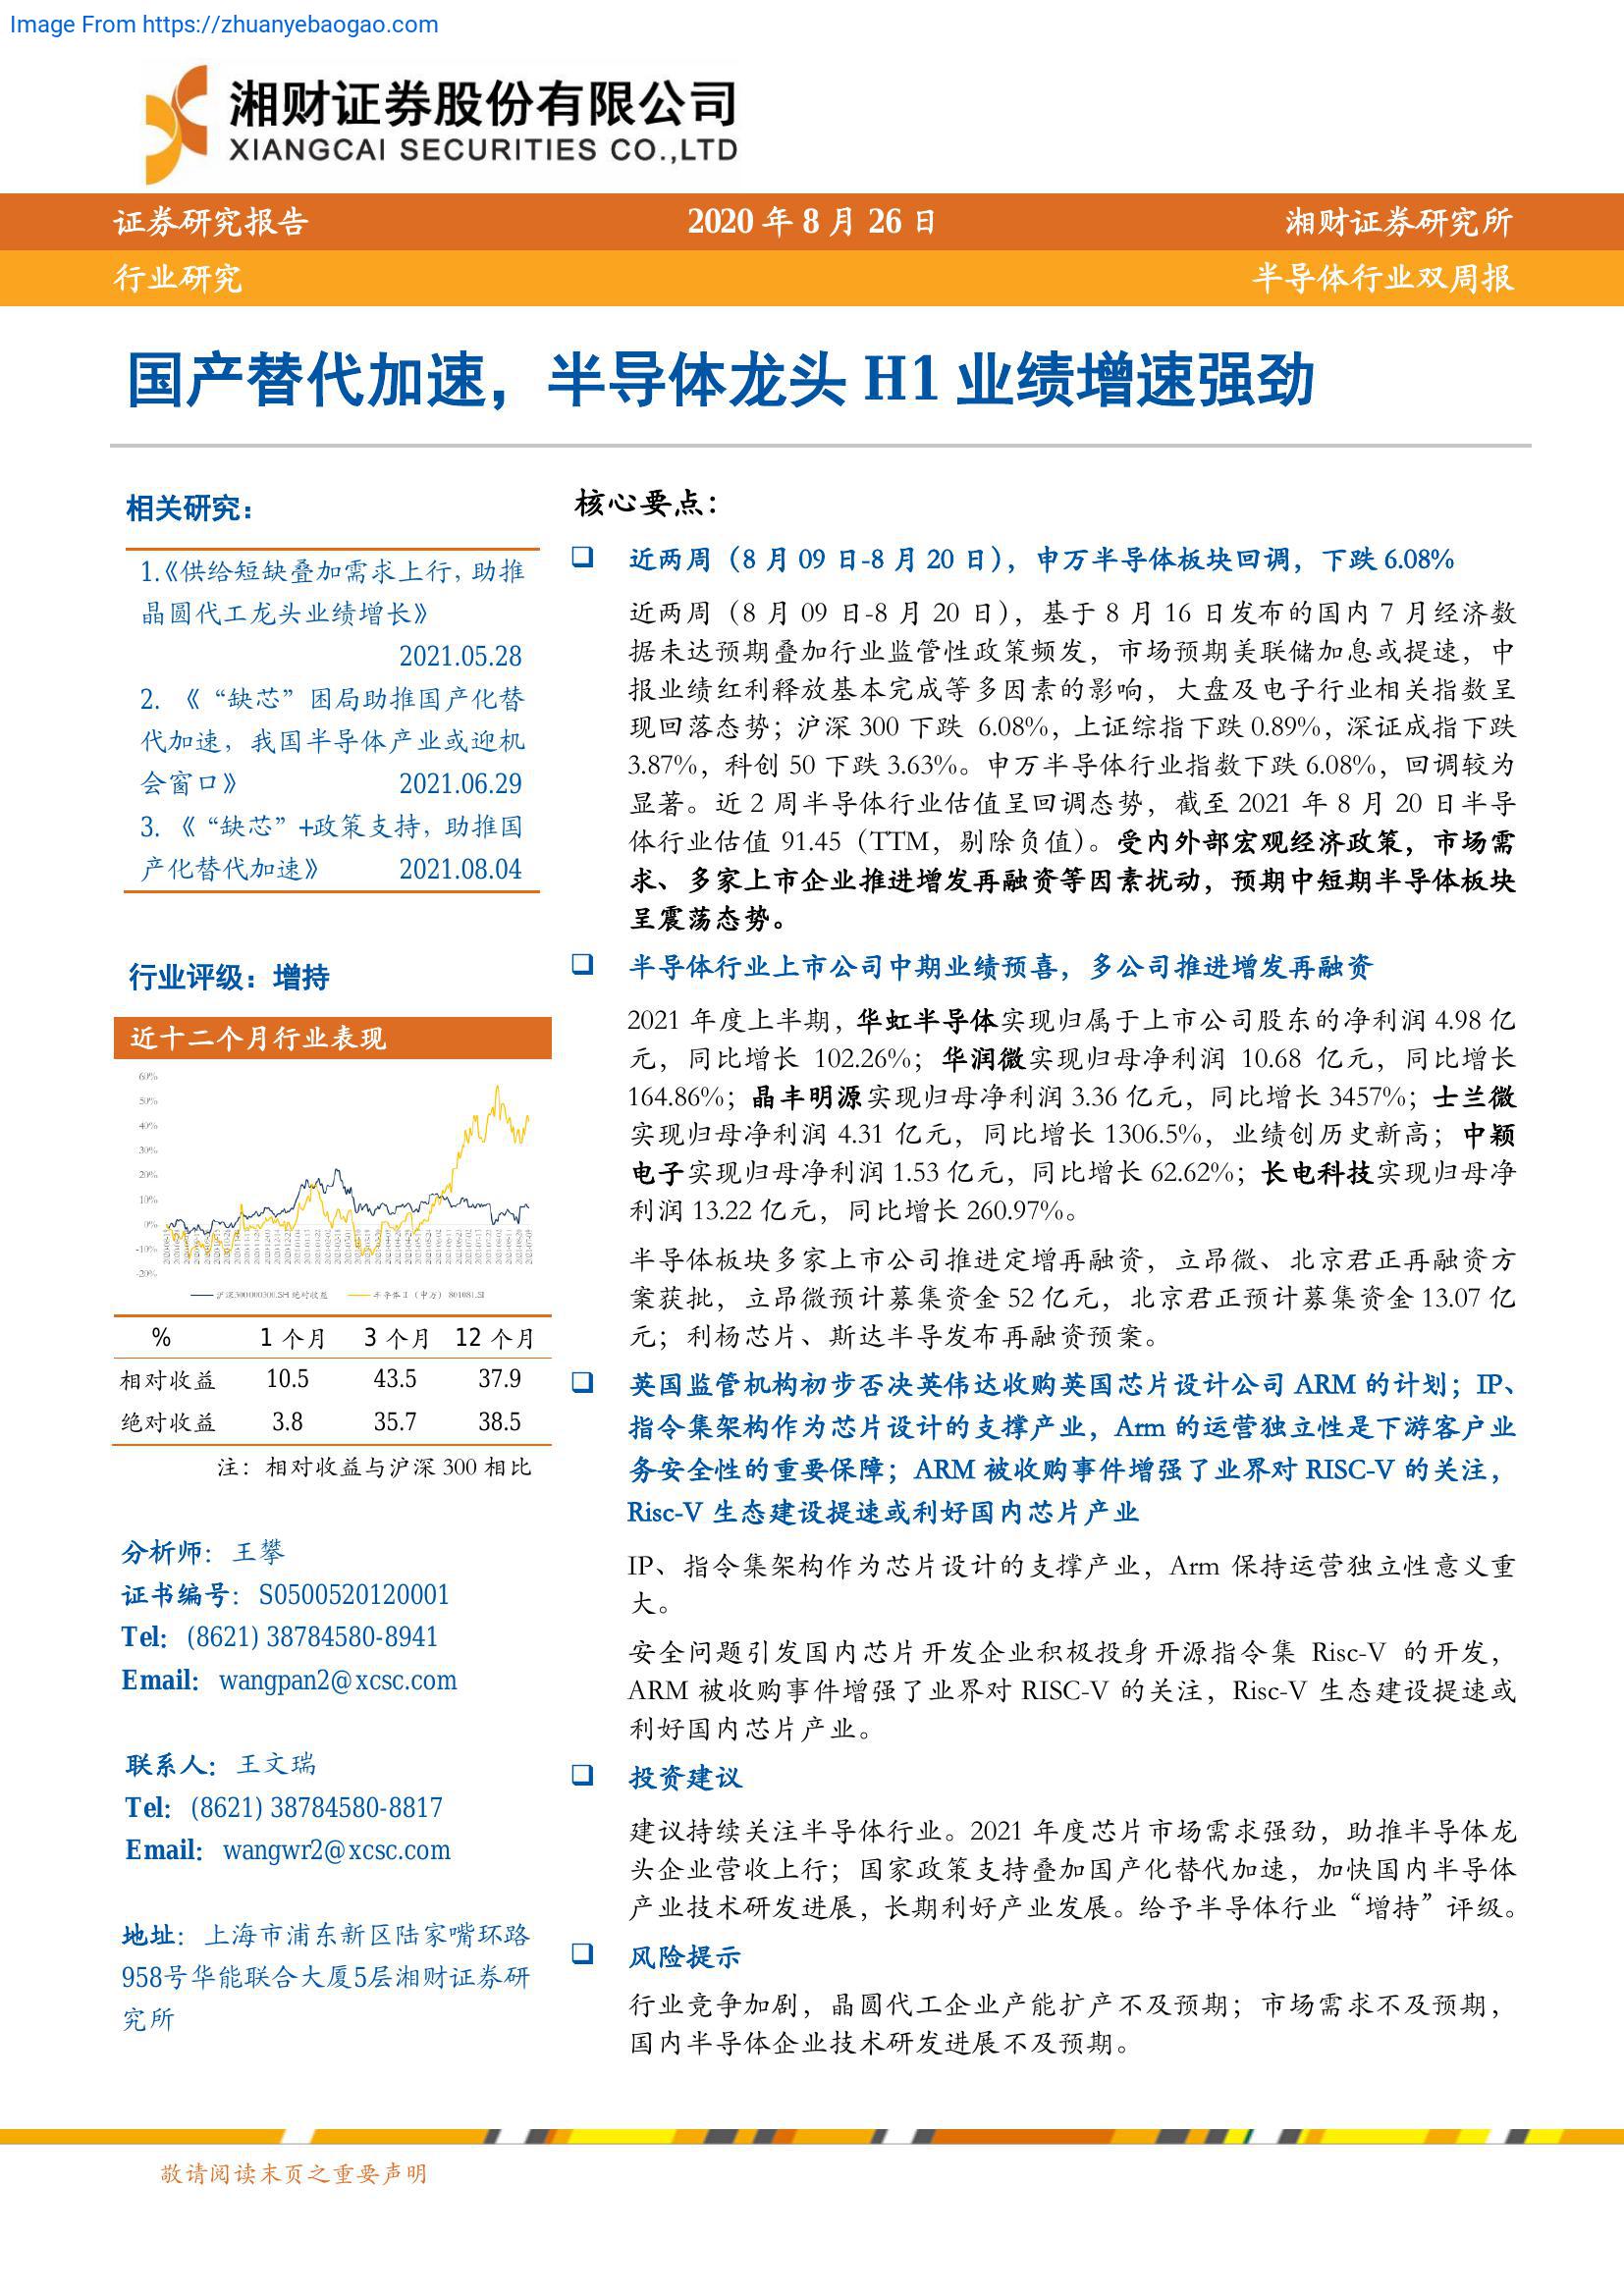 Image From https://zhuanyebaogao.com
湘财证券股份有限公司
XIANGCAI SECURITIES CO.,LTD
证券研究报告
2020 年 8 月 26 日
湘财证券研究所
行业研究
半导体行业双周报
国产替代加速，半导体龙头 H1 业绩增速强劲
相关研究：
1.《供给短缺叠加需求上行，助推
晶圆代工龙头业绩增长》
2021.05.28
2. 《“缺芯”困局助推国产化替
代加速，我国半导体产业或迎机
会窗口》 2021.06.29
3. 《“缺芯”+政策支持，助推国
产化替代加速》 2021.08.04
行业评级：增持
近十二个月行业表现
60%
50%
40%
30%
20%
10%
0%
-10%
-20%
沪深300 000300.SH 绝对收益
半导体Ⅱ（申万） 801081.SI
% 1 个月 3 个月 12 个月
相对收益 10.5 43.5 37.9
绝对收益 3.8 35.7 38.5
注：相对收益与沪深 300 相比
分析师：王攀
证书编号：S0500520120001
Tel: (8621) 38784580-8941
Email: wangpan2@xcsc.com
联系人：王文瑞
Tel: (8621) 38784580-8817
Email: wangwr2@xcsc.com
地址：上海市浦东新区陆家嘴环路
958号华能联合大厦5层湘财证券研
究所
核心要点：
❑ 近两周（8 月 09 日-8 月 20 日），申万半导体板块回调，下跌 6.08%
近两周（8 月 09 日-8 月 20 日），基于 8 月 16 日发布的国内 7 月经济数
据未达预期叠加行业监管性政策频发，市场预期美联储加息或提速，中
报业绩红利释放基本完成等多因素的影响，大盘及电子行业相关指数呈
现回落态势；沪深 300 下跌 6.08%，上证综指下跌 0.89%，深证成指下跌
3.87%，科创 50 下跌 3.63%。申万半导体行业指数下跌 6.08%，回调较为
显著。近 2 周半导体行业估值呈回调态势，截至 2021 年 8 月 20 日半导
体行业估值 91.45（TTM，剔除负值）。受内外部宏观经济政策，市场需
求、多家上市企业推进增发再融资等因素扰动，预期中短期半导体板块
呈震荡态势。
❑ 半导体行业上市公司中期业绩预喜，多公司推进增发再融资
2021 年度上半期，华虹半导体实现归属于上市公司股东的净利润 4.98 亿
元，同比增长 102.26%；华润微实现归母净利润 10.68 亿元，同比增长
164.86%；晶丰明源实现归母净利润 3.36 亿元，同比增长 3457%；士兰微
实现归母净利润 4.31 亿元，同比增长 1306.5%，业绩创历史新高；中颖
电子实现归母净利润 1.53 亿元，同比增长 62.62%；长电科技实现归母净
利润 13.22 亿元，同比增长 260.97%。
半导体板块多家上市公司推进定增再融资，立昂微、北京君正再融资方
案获批，立昂微预计募集资金 52 亿元，北京君正预计募集资金 13.07 亿
元；利杨芯片、斯达半导发布再融资预案。
❑ 英国监管机构初步否决英伟达收购英国芯片设计公司 ARM 的计划；IP、
指令集架构作为芯片设计的支撑产业，Arm 的运营独立性是下游客户业
务安全性的重要保障；ARM 被收购事件增强了业界对 RISC-V 的关注，
Risc-V 生态建设提速或利好国内芯片产业
IP、指令集架构作为芯片设计的支撑产业，Arm 保持运营独立性意义重
大。
安全问题引发国内芯片开发企业积极投身开源指令集 Risc-V 的开发，
ARM 被收购事件增强了业界对 RISC-V 的关注，Risc-V 生态建设提速或
利好国内芯片产业。
❑ 投资建议
建议持续关注半导体行业。2021 年度芯片市场需求强劲，助推半导体龙
头企业营收上行；国家政策支持叠加国产化替代加速，加快国内半导体
产业技术研发进展，长期利好产业发展。给予半导体行业“增持”评级。
❑ 风险提示
行业竞争加剧，晶圆代工企业产能扩产不及预期；市场需求不及预期，
国内半导体企业技术研发进展不及预期。
敬请阅读末页之重要声明